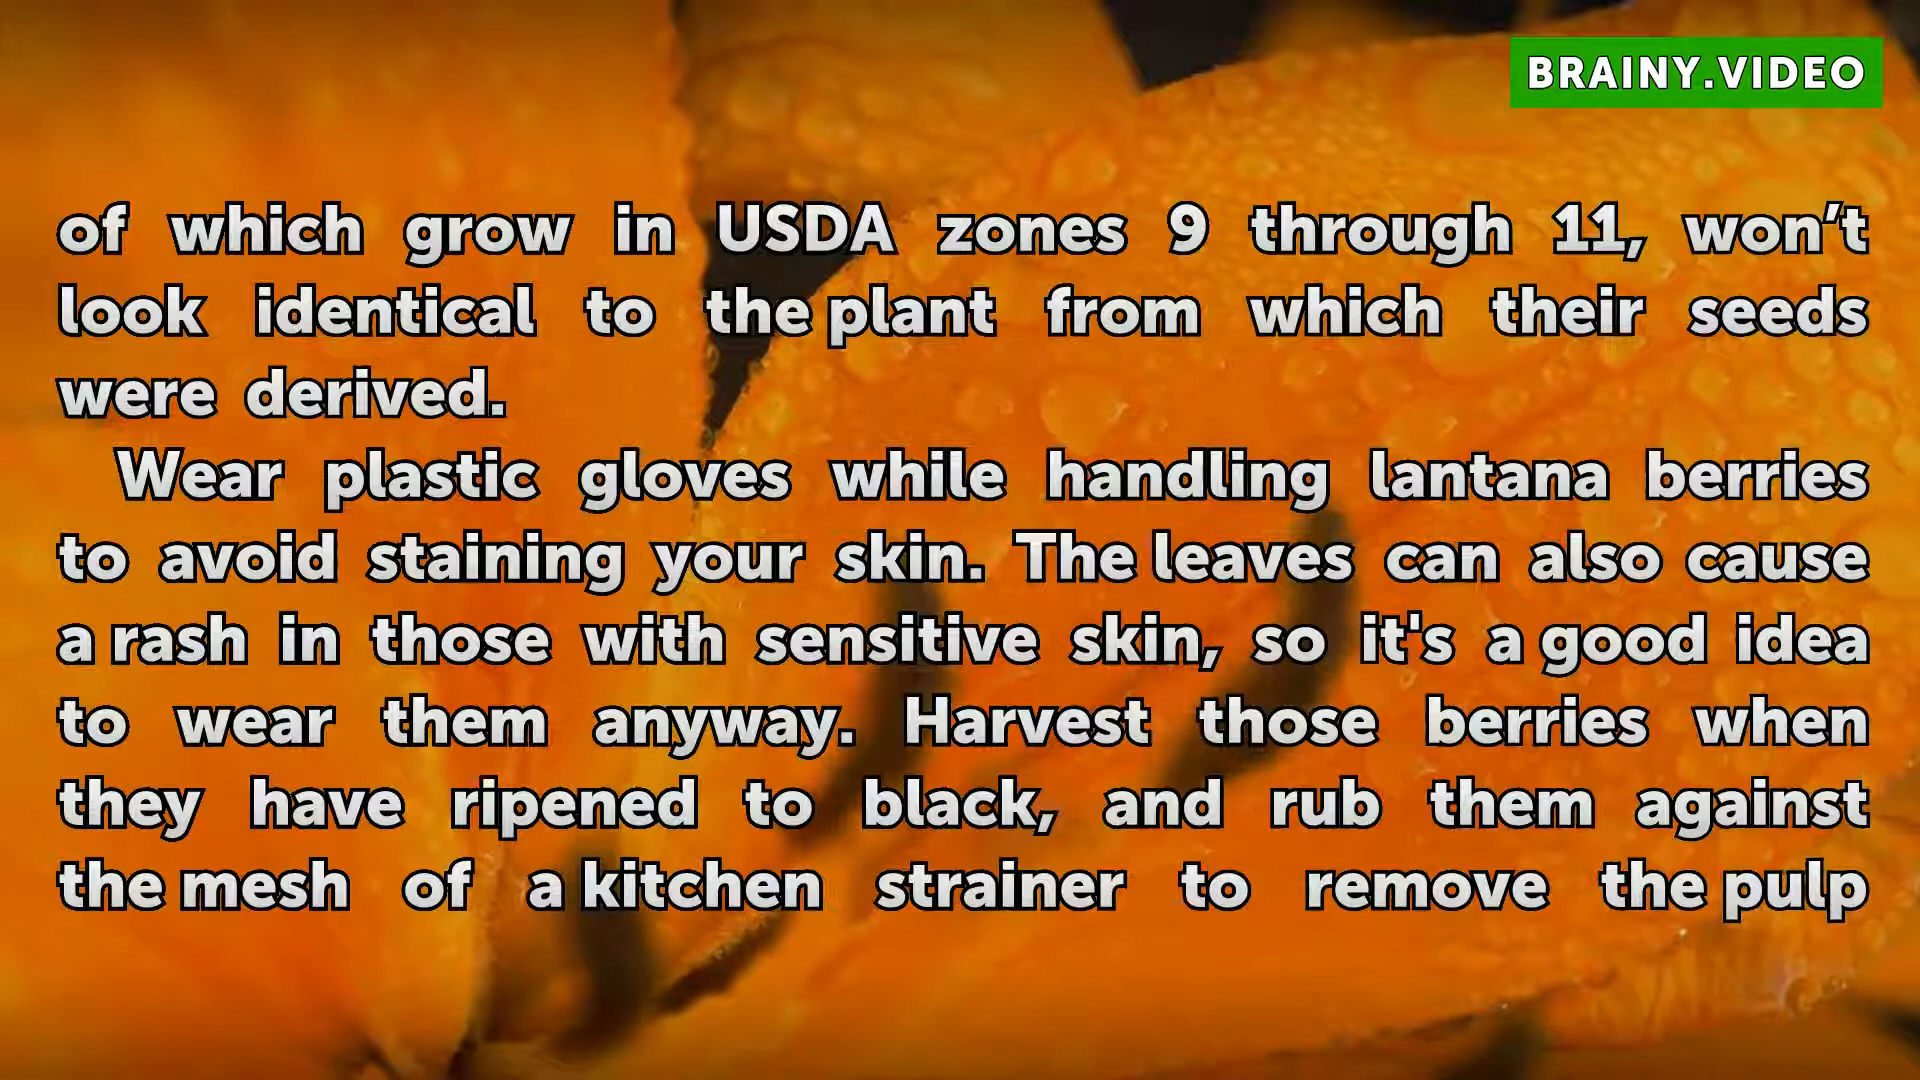 BRAINY.VIDEO
of which grow in USDA zones 9 through 11, won’t
look identical to the plant from which their seeds
were derived.
Wear plastic gloves while handling lantana berries
to avoid staining your skin. The leaves can also cause
a rash in those with sensitive skin, so it's a good idea
to wear them anyway. Harvest those berries when
they have ripened to black, and rub them against
the mesh of a kitchen strainer to remove the pulp